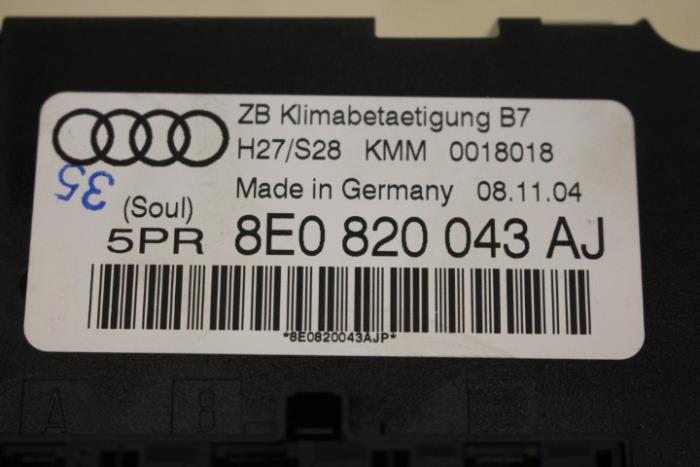 ZB Klimabetaetigung B7
H27/S28 KMM 0018018
Made in Germany 08.11.04
35
(Soul)
5PR 8E0 820 043 AJ
*8E0820043AJP*
A B